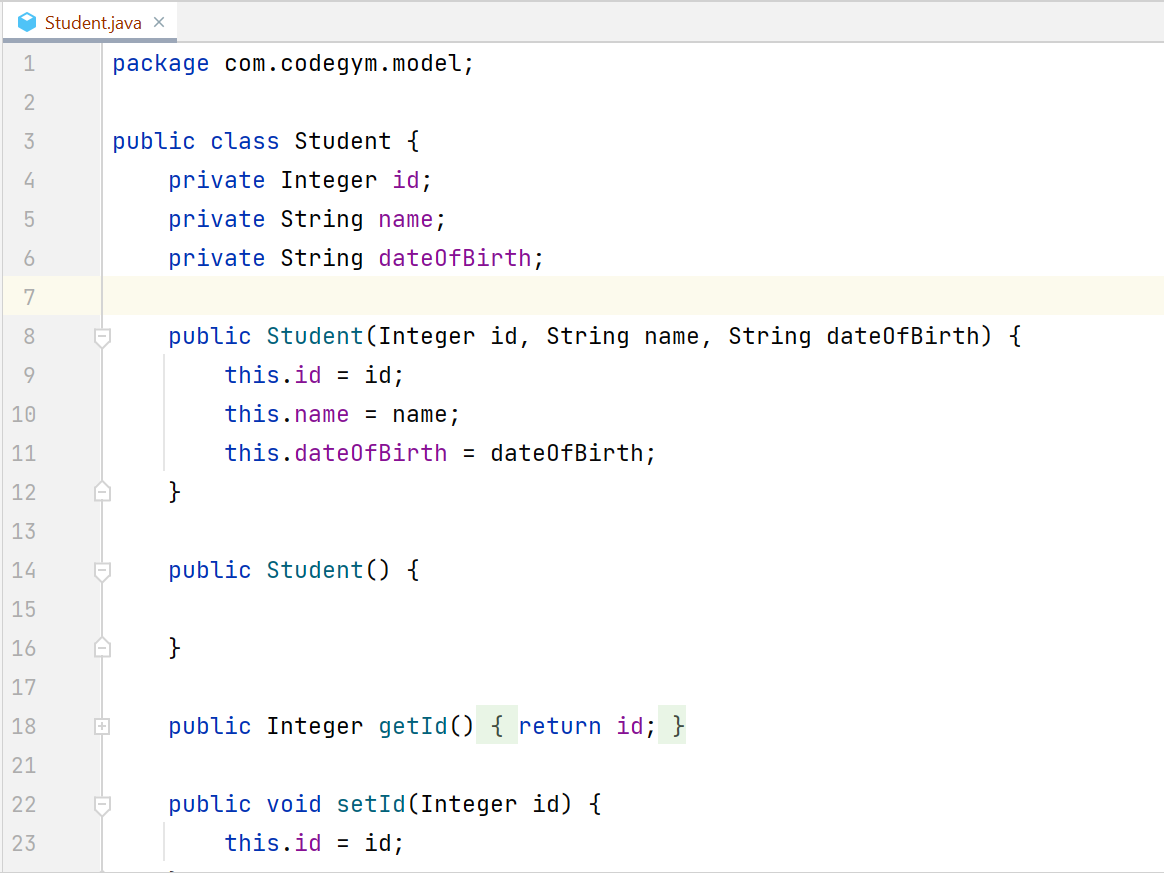 Student.java
1 package com.codegym.model;
2
3 public class Student {
4     private Integer id;
5     private String name;
6     private String dateOfBirth;
7
8     public Student(Integer id, String name, String dateOfBirth) {
9         this.id = id;
10         this.name = name;
11         this.dateOfBirth = dateOfBirth;
12     }
13
14     public Student() {
15
16     }
17
18     public Integer getId() { return id; }
21
22     public void setId(Integer id) {
23         this.id = id;